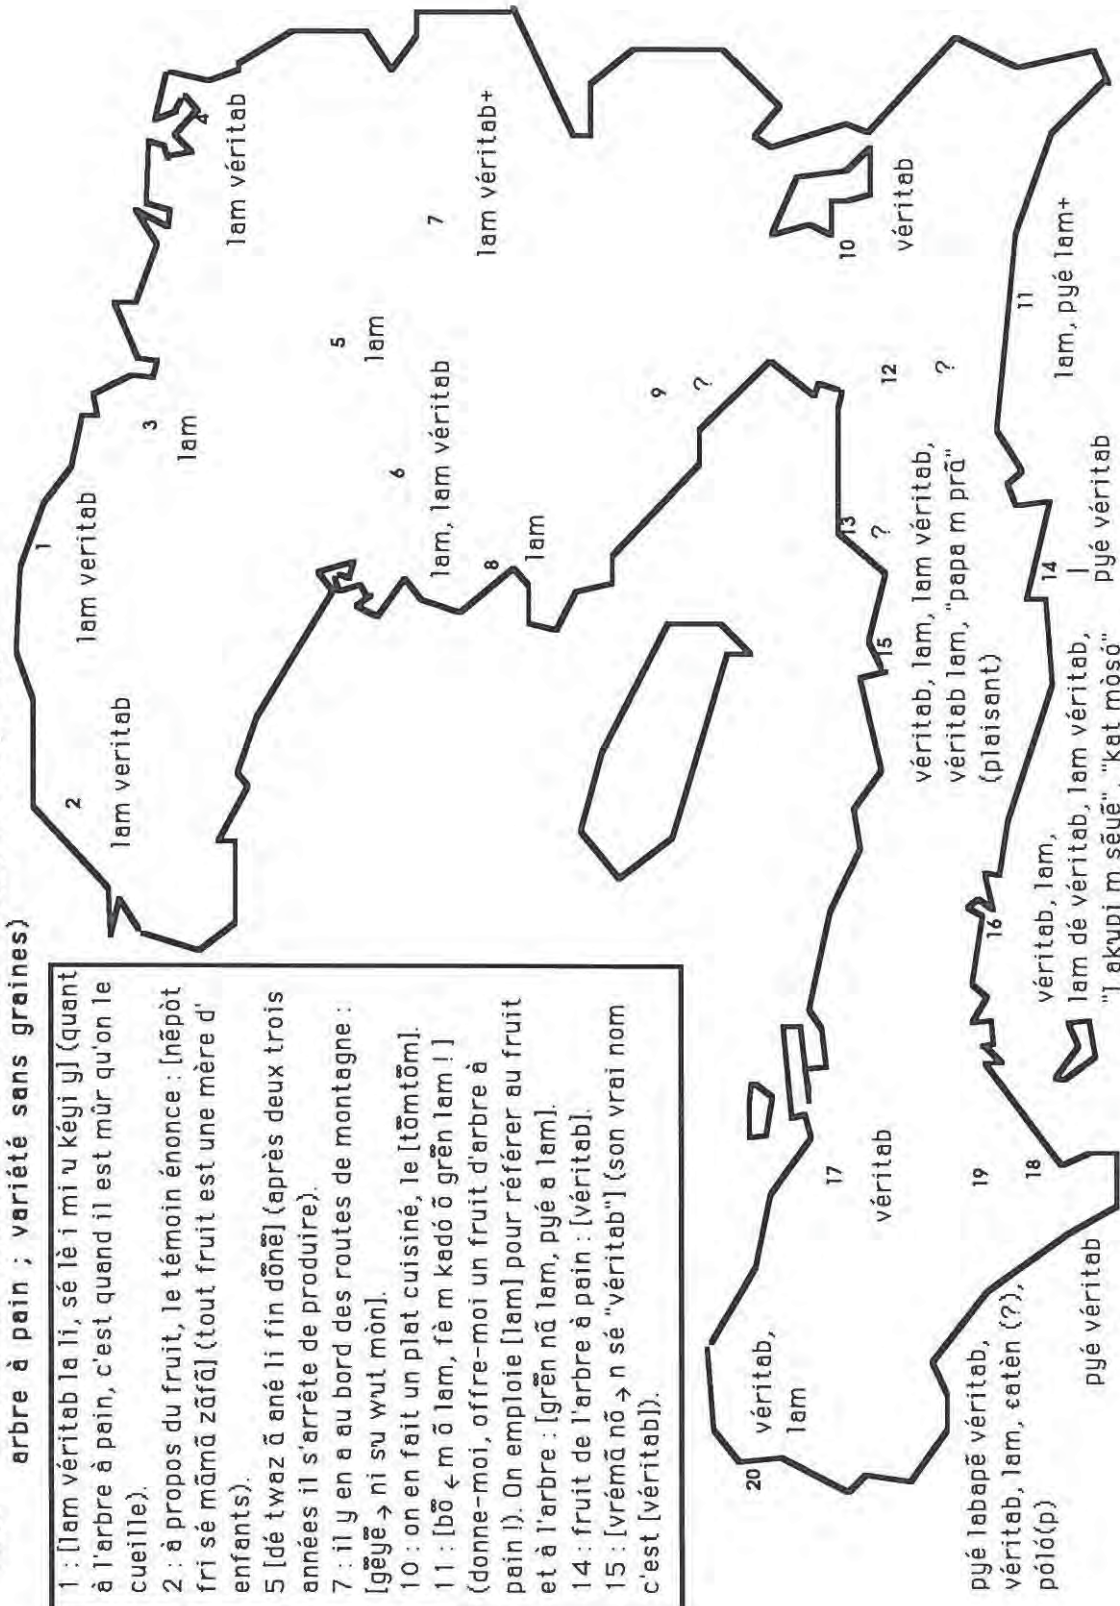 arbre à pain ; variété sans graines)
1 : [lam véritab la li, sé lè i mi ɴ kéyi y] (quant
à l'arbre à pain, c'est quand il est mûr qu'on le
cueille).
2 : à propos du fruit, le témoin énonce : [nẽpòt
fri sé mãmã zãfã] (tout fruit est une mère d'
enfants).
5 [dé twaz ã ané li fin dõnẽ] (après deux trois
années il s'arrête de produire).
7 : il y en a au bord des routes de montagne :
10 : on en fait un plat cuisiné, le [tõmtõm].
11 : [bõ ← m õ lam, fè m kadó õ grẽn lam ! ]
(donne-moi, offre-moi un fruit d'arbre à
pain !). On emploie [lam] pour référer au fruit
et à l'arbre : [grẽn nã lam, pyé a lam].
14 : fruit de l'arbre à pain : [véritab].
15 : [vrémã nõ → n sé "véritab"] (son vrai nom
c'est [véritab]).
1
lam veritab
2
lam veritab
3
lam
4
lam véritab
5
lam
6
lam, lam véritab
7
lam véritab+
8
lam
9
?
10
véritab
11
lam, pyé lam+
12
?
13
?
14
pyé véritab
15
véritab, lam, lam véritab,
véritab lam, "papa m prã"
(plaisant)
16
véritab, lam,
lam dé véritab, lam véritab,
"kat mòsó"
17
véritab
18
pyé véritab
19
pyé labapẽ véritab,
véritab, lam, ɛatèn (?),
póló(p)
20
véritab,
lam